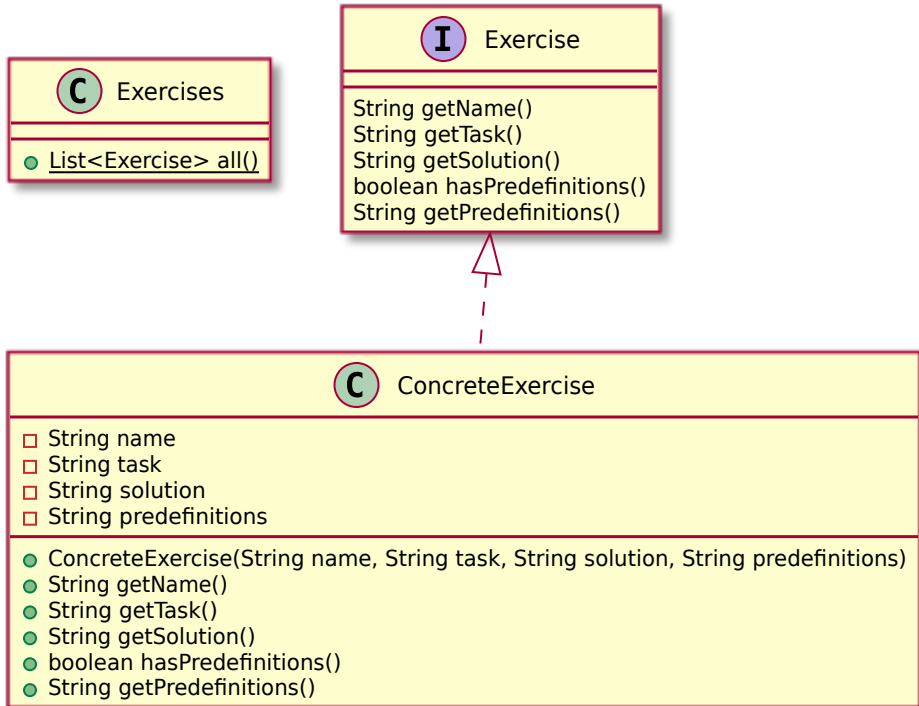 C Exercises
List<Exercise> all()
I Exercise
String getName()
String getTask()
String getSolution()
boolean hasPredefinitions()
String getPredefinitions()
C ConcreteExercise
String name
String task
String solution
String predefinitions
ConcreteExercise(String name, String task, String solution, String predefinitions)
String getName()
String getTask()
String getSolution()
boolean hasPredefinitions()
String getPredefinitions()